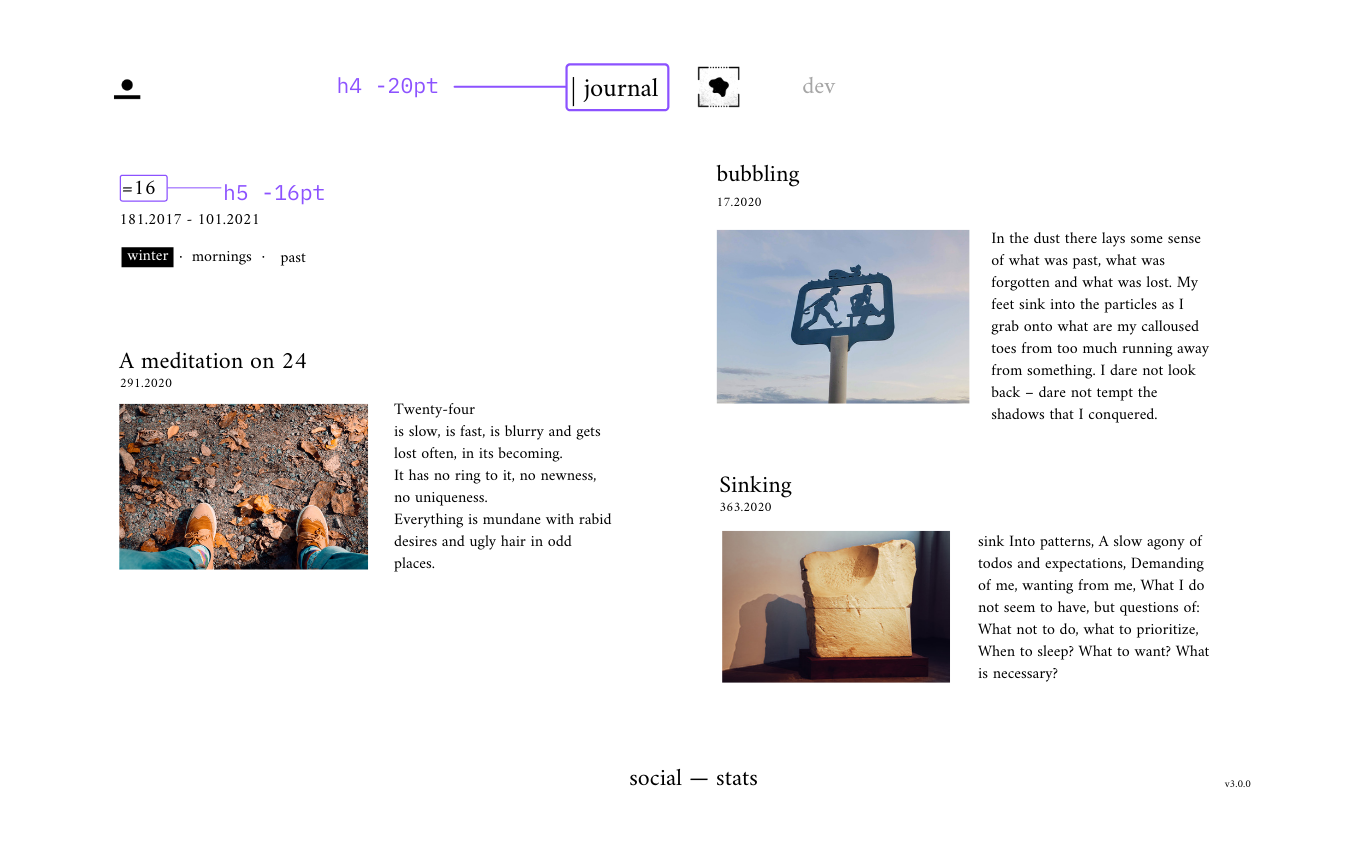 h4 -20pt
| journal
dev
=16
h5 -16pt
181.2017 - 101.2021
winter · mornings · past
A meditation on 24
291.2020
Twenty-four
is slow, is fast, is blurry and gets
lost often, in its becoming.
It has no ring to it, no newness,
no uniqueness.
Everything is mundane with rabid
desires and ugly hair in odd
places.
bubbling
17.2020
In the dust there lays some sense
of what was past, what was
forgotten and what was lost. My
feet sink into the particles as I
grab onto what are my calloused
toes from too much running away
from something. I dare not look
back – dare not tempt the
shadows that I conquered.
Sinking
363.2020
sink Into patterns, A slow agony of
todos and expectations, Demanding
of me, wanting from me, What I do
not seem to have, but questions of:
What not to do, what to prioritize,
When to sleep? What to want? What
is necessary?
social — stats
v3.0.0